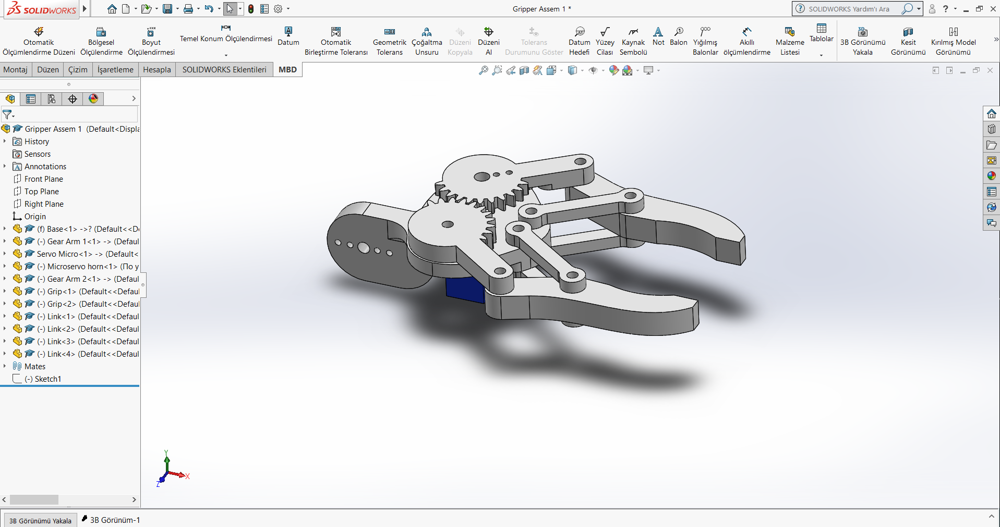 SOLIDWORKS
Gripper Assem 1 *
SOLIDWORKS Yardım'ı Ara
?
Otomatik
Ölçümlendirme Düzeni
Bölgesel
Ölçülendirme
Boyut
Ölçülendirmesi
Temel Konum Ölçülendirmesi
Datum
Otomatik
Birleştirme Toleransı
Geometrik
Tolerans
Çoğaltma
Unsuru
Düzeni
Kopyala
Düzeni
Al
Tolerans
Durumunu Göster
Datum
Hedefi
Yüzey
Cilası
Kaynak
Sembolü
Not
Balon
Yığılmış
Balonlar
Akıllı
ölçümlendirme
Malzeme
Listesi
Tablolar
3B Görünümü
Yakala
Kesit
Görünümü
Kırılmış Model
Görünümü
Montaj
Düzen
Çizim
İşaretleme
Hesapla
SOLIDWORKS Eklentileri
MBD
Gripper Assem 1 (Default<Displa
History
Sensors
Annotations
Front Plane
Top Plane
Right Plane
Origin
(f) Base<1> ->? (Default<<D
(-) Gear Arm 1<1> -> (Defaul
Servo Micro<1> -> (Default<
(-) Microservo horn<1> (По у
(-) Gear Arm 2<1> -> (Defaul
(-) Grip<1> (Default<<Defaul
(-) Grip<2> (Default<<Defaul
(-) Link<1> (Default<<Defaul
(-) Link<2> (Default<<Defaul
(-) Link<3> (Default<<Defaul
(-) Link<4> (Default<<Defaul
Mates
(-) Sketch1
Y
X
Z
3B Görünümü Yakala
3B Görünüm-1